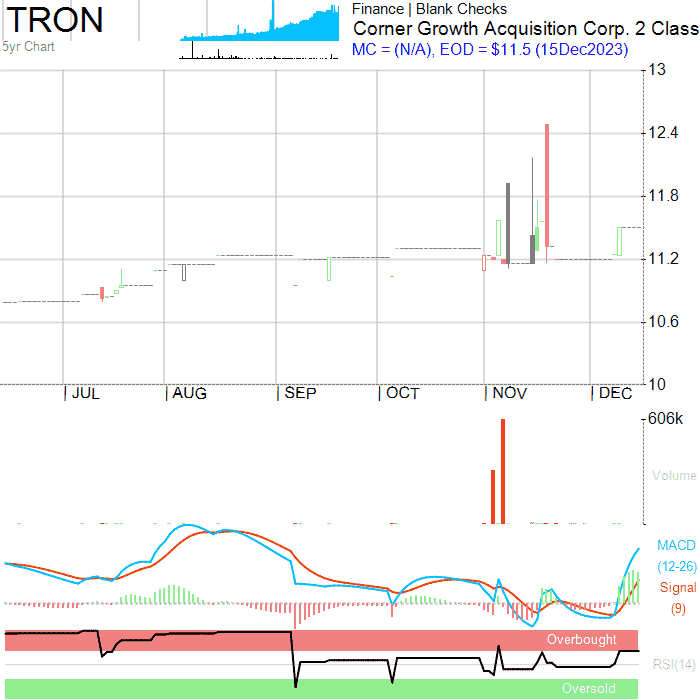 TRON
5yr Chart
Finance | Blank Checks
Corner Growth Acquisition Corp. 2 Class
MC = (N/A), EOD = $11.5 (15Dec2023)
13
12.4
11.8
11.2
10.6
10
| JUL | AUG | SEP | OCT | NOV | DEC
606k
Volume
MACD
(12-26)
Signal
(9)
Overbought
RSI(14)
Oversold